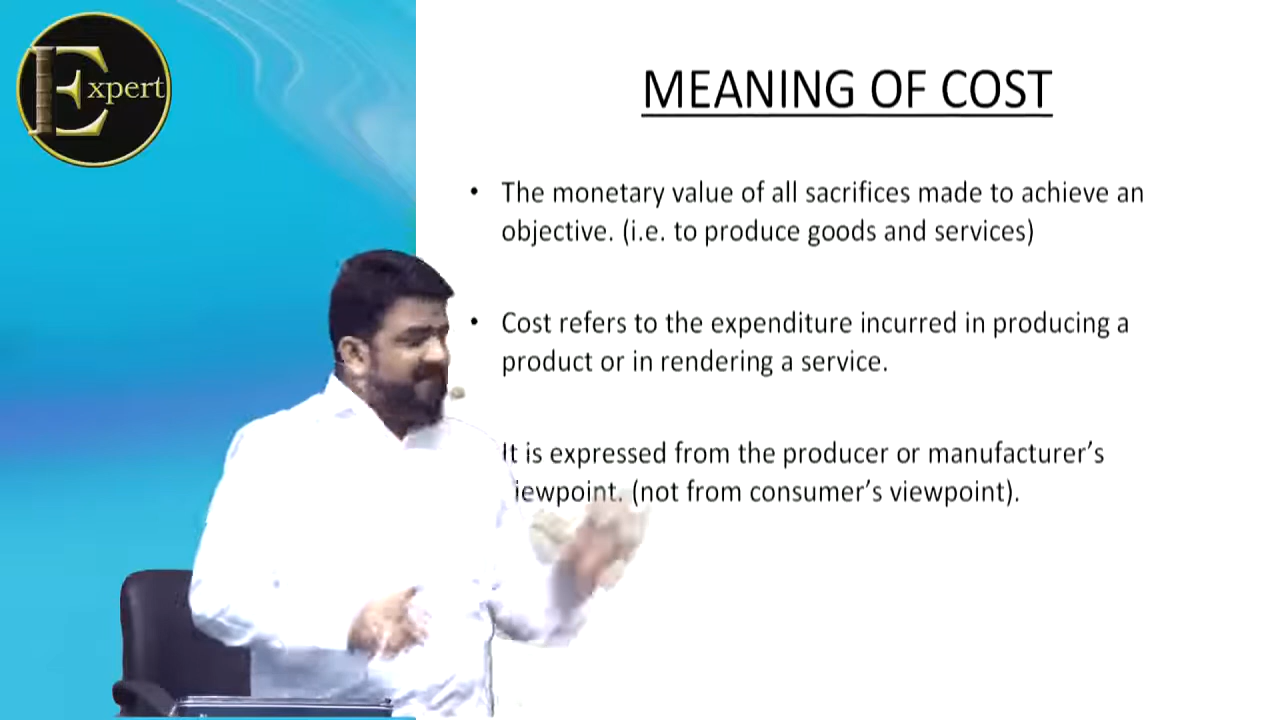 Expert
MEANING OF COST
• The monetary value of all sacrifices made to achieve an
objective. (i.e. to produce goods and services)
• Cost refers to the expenditure incurred in producing a
product or in rendering a service.
It is expressed from the producer or manufacturer’s
iewpoint. (not from consumer’s viewpoint).